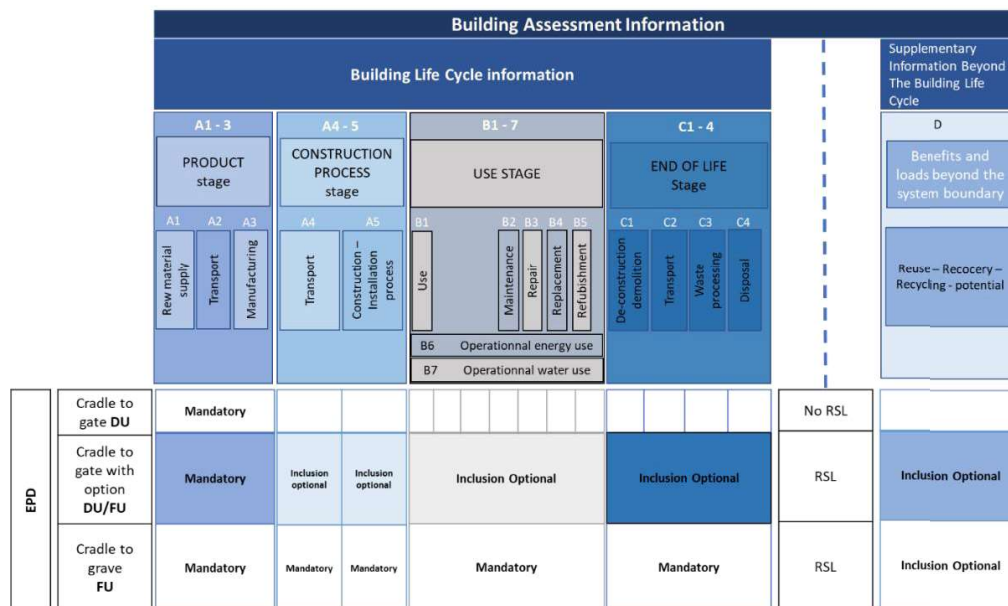 Building Assessment Information
Building Life Cycle information
Supplementary
Information Beyond
The Building Life
Cycle
A1 - 3
A4 - 5
B1 - 7
C1 - 4
D
PRODUCT
stage
CONSTRUCTION
PROCESS
stage
USE STAGE
END OF LIFE
Stage
Benefits and
loads beyond the
system boundary
A1
A2
A3
A4
A5
B1
B2
B3
B4
B5
C1
C2
C3
C4
Rew material
supply
Transport
Manufacturing
Transport
Construction –
Installation
process
Use
Maintenance
Repair
Replacement
Refubishment
De-construction
demolition
Transport
Waste
processing
Disposal
Reuse – Recocery –
Recycling - potential
B6 Operationnal energy use
B7 Operationnal water use
EPD
Cradle to
gate DU
Mandatory
No RSL
Cradle to
gate with
option
DU/FU
Mandatory
Inclusion
optional
Inclusion
optional
Inclusion Optional
Inclusion Optional
RSL
Inclusion Optional
Cradle to
grave
FU
Mandatory
Mandatory
Mandatory
Mandatory
Mandatory
RSL
Inclusion Optional